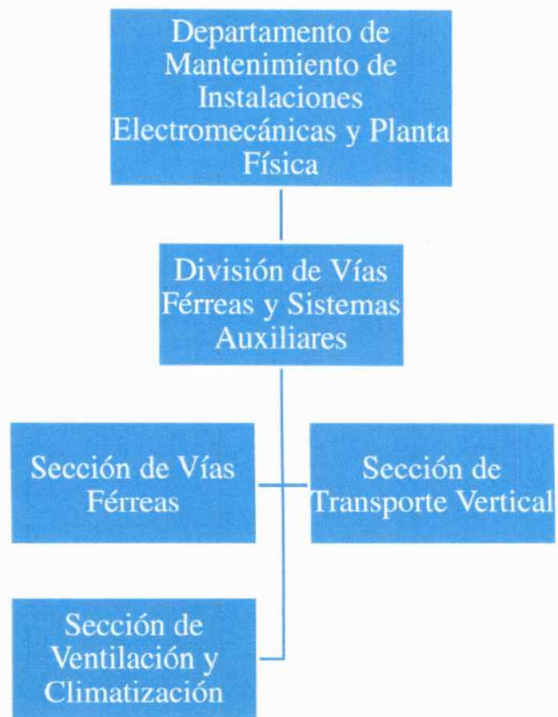 Departamento de
Mantenimiento de
Instalaciones
Electromecánicas y Planta
Física
División de Vías
Férreas y Sistemas
Auxiliares
Sección de Vías
Férreas
Sección de
Transporte Vertical
Sección de
Ventilación y
Climatización